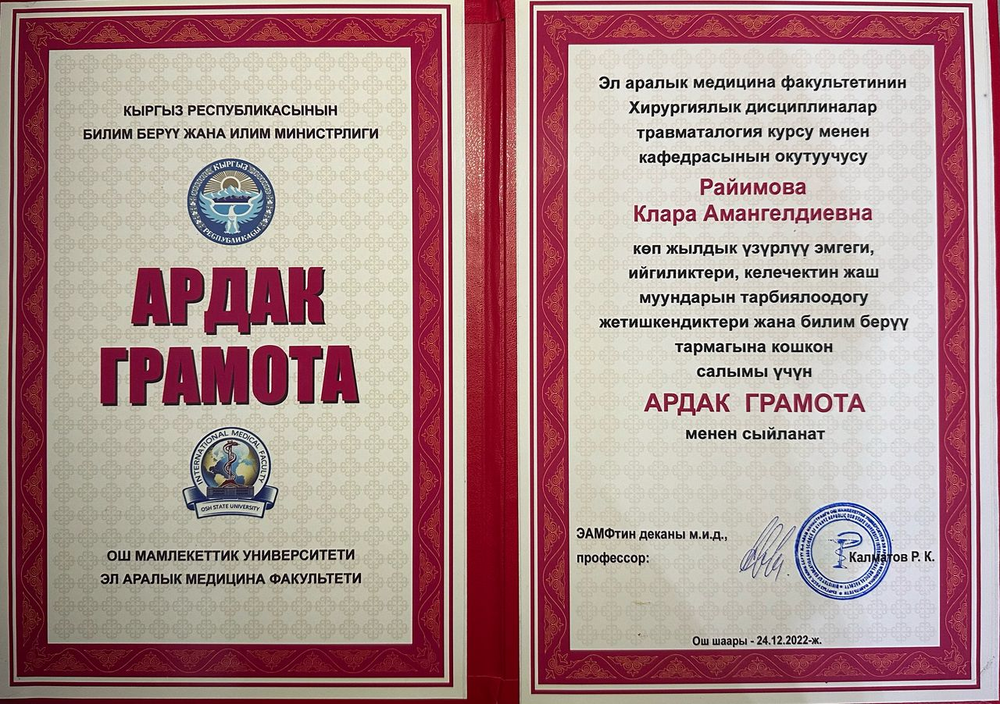 КЫРГЫЗ РЕСПУБЛИКАСЫНЫН
БИЛИМ БЕРҮҮ ЖАНА ИЛИМ МИНИСТРЛИГИ
КЫРГЫЗ
РЕСПУБЛИКАСЫ
АРДАК
ГРАМОТА
INTERNATIONAL MEDICAL FACULTY
OSH STATE UNIVERSITY
ОШ МАМЛЕКЕТТИК УНИВЕРСИТЕТИ
ЭЛ АРАЛЫК МЕДИЦИНА ФАКУЛЬТЕТИ
Эл аралык медицина факультетинин
Хирургиялык дисциплиналар
травматалогия курсу менен
кафедрасынын окутуучусу
Райимова
Клара Амангелдиевна
көп жылдык үзүрлүү эмгеги,
ийгиликтери, келечектин жаш
муундарын тарбиялоодогу
жетишкендиктери жана билим берүү
тармагына кошкон
салымы үчүн
АРДАК ГРАМОТА
менен сыйланат
ЭАМФтин деканы м.и.д.,
профессор:
Калматов Р. К.
Ош шаары - 24.12.2022-ж.